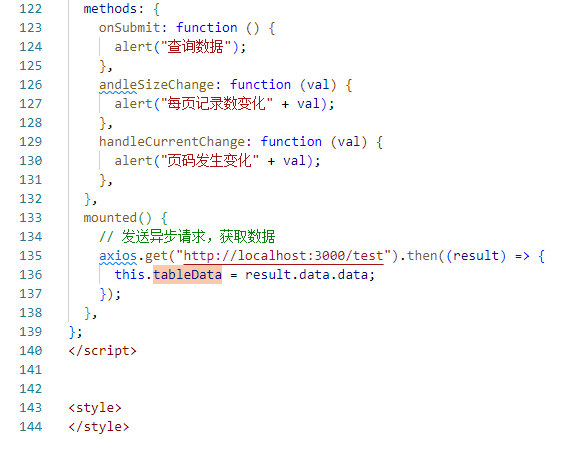 122 methods: {
123 onSubmit: function () {
124 alert("查询数据");
125 },
126 andleSizeChange: function (val) {
127 alert("每页记录数变化" + val);
128 },
129 handleCurrentChange: function (val) {
130 alert("页码发生变化" + val);
131 },
132 },
133 mounted() {
134 // 发送异步请求，获取数据
135 axios.get("http://localhost:3000/test").then((result) => {
136 this.tableData = result.data.data;
137 });
138 },
139 };
140 </script>
141
142
143 <style>
144 </style>